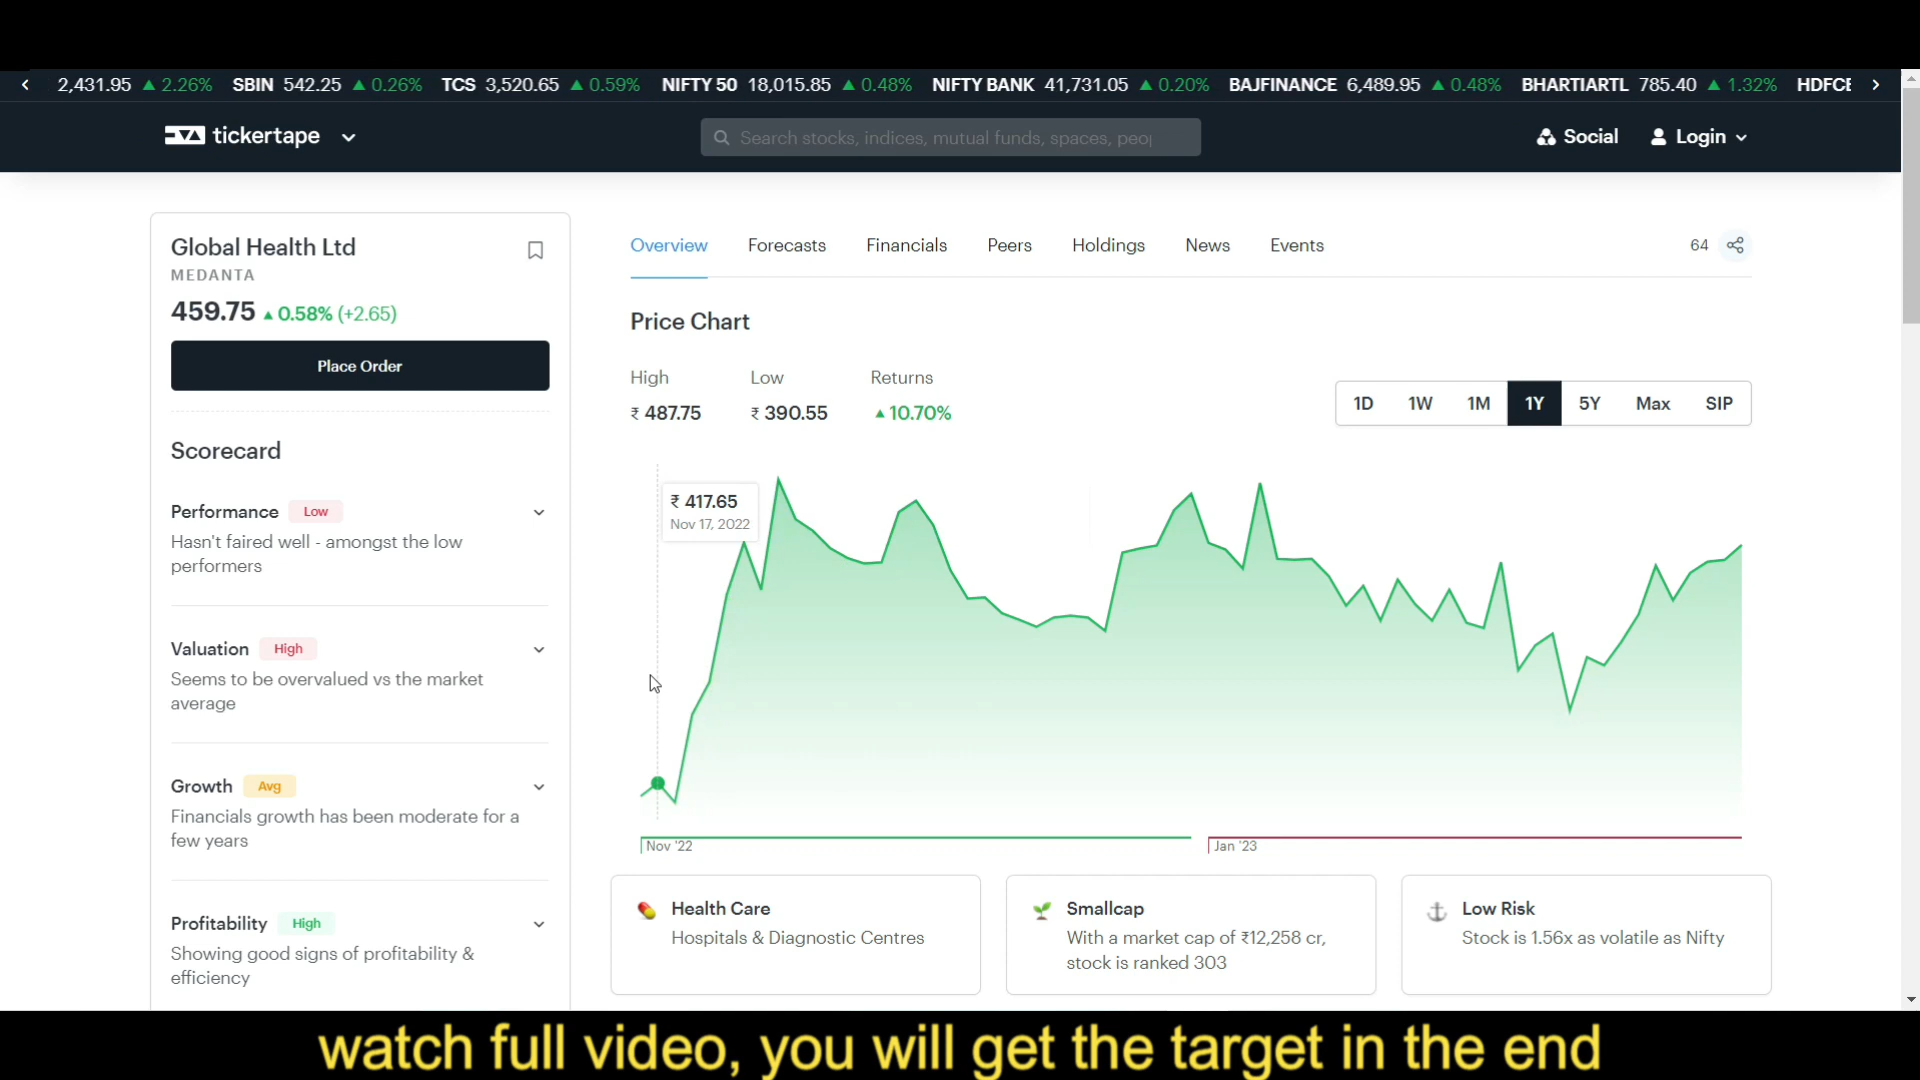 2,431.95 ▲ 2.26% SBIN 542.25 ▲ 0.26% TCS 3,520.65 ▲ 0.59% NIFTY 50 18,015.85 ▲ 0.48% NIFTY BANK 41,731.05 ▲ 0.20% BAJFINANCE 6,489.95 ▲ 0.48% BHARTIARTL 785.40 ▲ 1.32% HDFCE
tickertape
Search stocks, indices, mutual funds, spaces, peop
Social
Login
Global Health Ltd
MEDANTA
459.75 ▲ 0.58% (+2.65)
Place Order
Scorecard
Performance Low
Hasn't faired well - amongst the low
performers
Valuation High
Seems to be overvalued vs the market
average
Growth Avg
Financials growth has been moderate for a
few years
Profitability High
Showing good signs of profitability &
efficiency
Overview Forecasts Financials Peers Holdings News Events 64
Price Chart
High Low Returns
₹ 487.75 ₹ 390.55 ▲ 10.70%
1D 1W 1M 1Y 5Y Max SIP
₹ 417.65
Nov 17, 2022
Nov '22 Jan '23
Health Care
Hospitals & Diagnostic Centres
Smallcap
With a market cap of ₹12,258 cr,
stock is ranked 303
Low Risk
Stock is 1.56x as volatile as Nifty
watch full video, you will get the target in the end